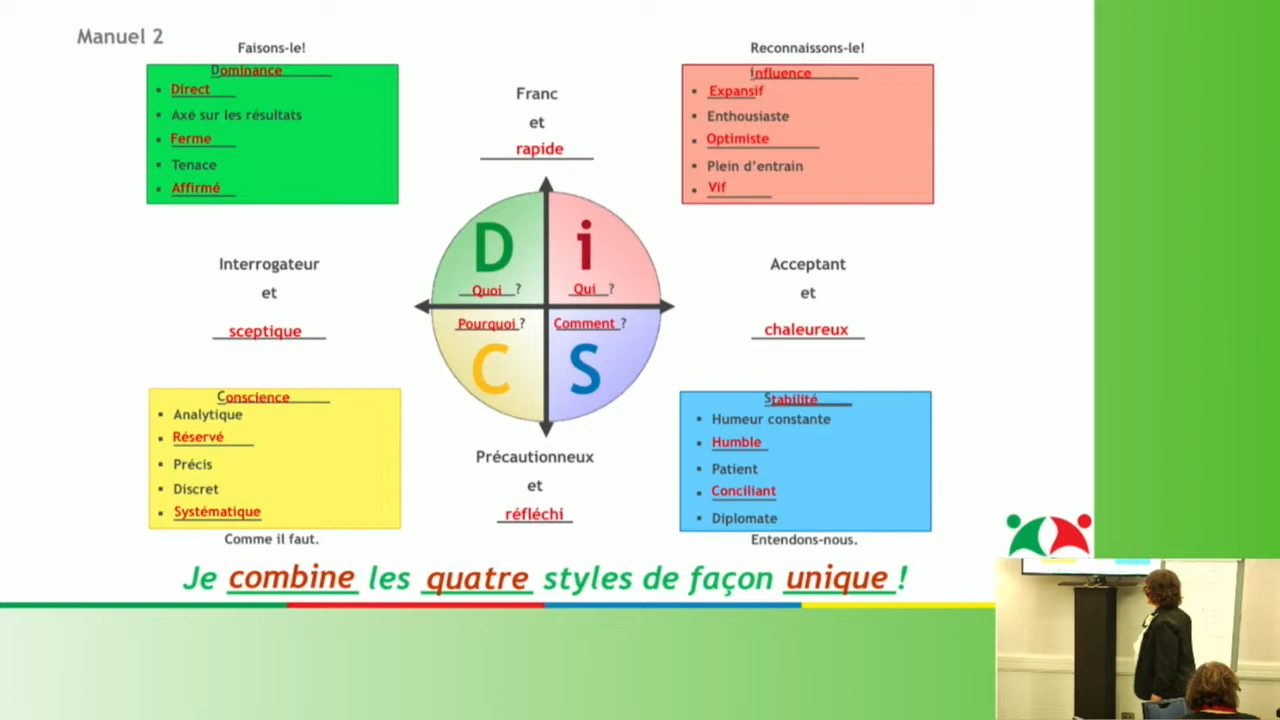 Manuel 2
Faisons-le!
Dominance
▪ Direct
▪ Axé sur les résultats
▪ Ferme
▪ Tenace
▪ Affirmé
Franc
et
rapide
Reconnaissons-le!
influence
▪ Expansif
▪ Enthousiaste
▪ Optimiste
▪ Plein d’entrain
▪ Vif
Interrogateur
et
sceptique
D
Quoi ?
i
Qui ?
Pourquoi ?
C
Comment ?
S
Acceptant
et
chaleureux
Conscience
▪ Analytique
▪ Réservé
▪ Précis
▪ Discret
▪ Systématique
Comme il faut.
Précautionneux
et
réfléchi
Stabilité
▪ Humeur constante
▪ Humble
▪ Patient
▪ Conciliant
▪ Diplomate
Entendons-nous.
Je combine les quatre styles de façon unique !